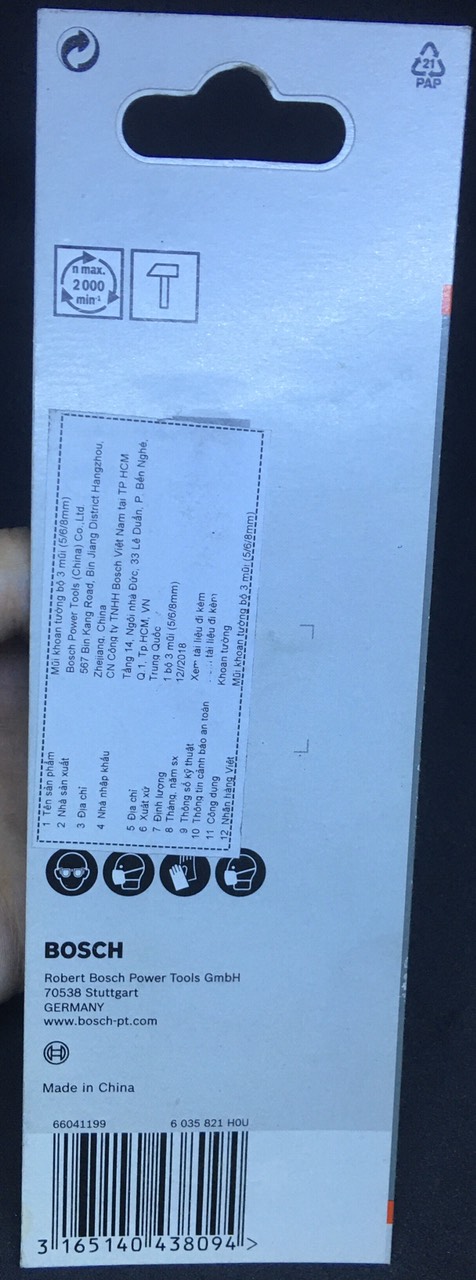 21
PAP
n max.
2 000
min⁻¹
1 Tên sản phẩm Mũi khoan tường bộ 3 mũi (5/6/8mm)
2 Nhà sản xuất Bosch Power Tools (China) Co., Ltd.
3 Địa chỉ 567 Bin Kang Road, Bin Jiang District Hangzhou,
Zhejiang, China
4 Nhà nhập khẩu CN Công ty TNHH Bosch Việt Nam tại TP HCM
5 Địa chỉ Tầng 14, Ngôi nhà Đức, 33 Lê Duẩn, P. Bến Nghé,
Q.1, Tp.HCM, VN
6 Xuất xứ Trung Quốc
7 Định lượng 1 bộ 3 mũi (5/6/8mm)
8 Tháng, năm sx 12/2018
9 Thông số kỹ thuật Xem tài liệu đi kèm
10 Thông tin cảnh báo an toàn tài liệu đi kèm
11 Công dụng Khoan tường
12 Nhãn hàng Việt Mũi khoan tường bộ 3 mũi (5/6/8mm)
BOSCH
Robert Bosch Power Tools GmbH
70538 Stuttgart
GERMANY
www.bosch-pt.com
Made in China
66041199 6 035 821 H0U
3 165140 438094 >